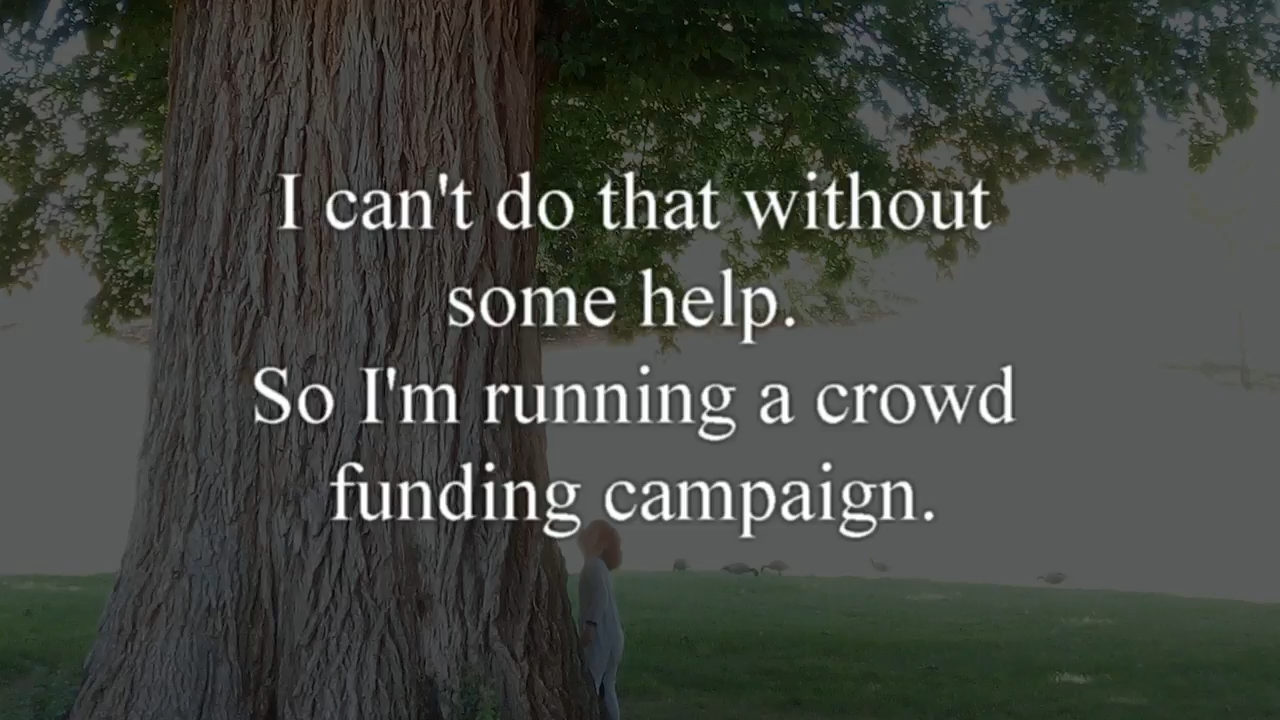 I can't do that without
some help.
So I'm running a crowd
funding campaign.